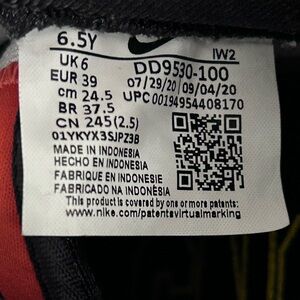 6.5Y
IW2
UK 6
EUR 39
cm 24.5
BR 37.5
CN 245(2.5)
DD9530-100
07/29/20 09/04/20
UPC 00194954408170
01YKYX3SJPZ3B
MADE IN INDONESIA
HECHO EN INDONESIA
FABRIQUE EN INDONESIE
FABRICADO NA INDONÉSIA
This product is covered by one or more patents:
www.nike.com/patentsvirtualmarking